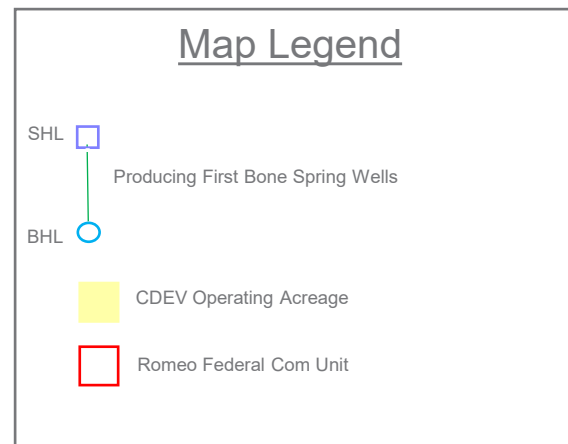 Map Legend
SHL
Producing First Bone Spring Wells
BHL
CDEV Operating Acreage
Romeo Federal Com Unit